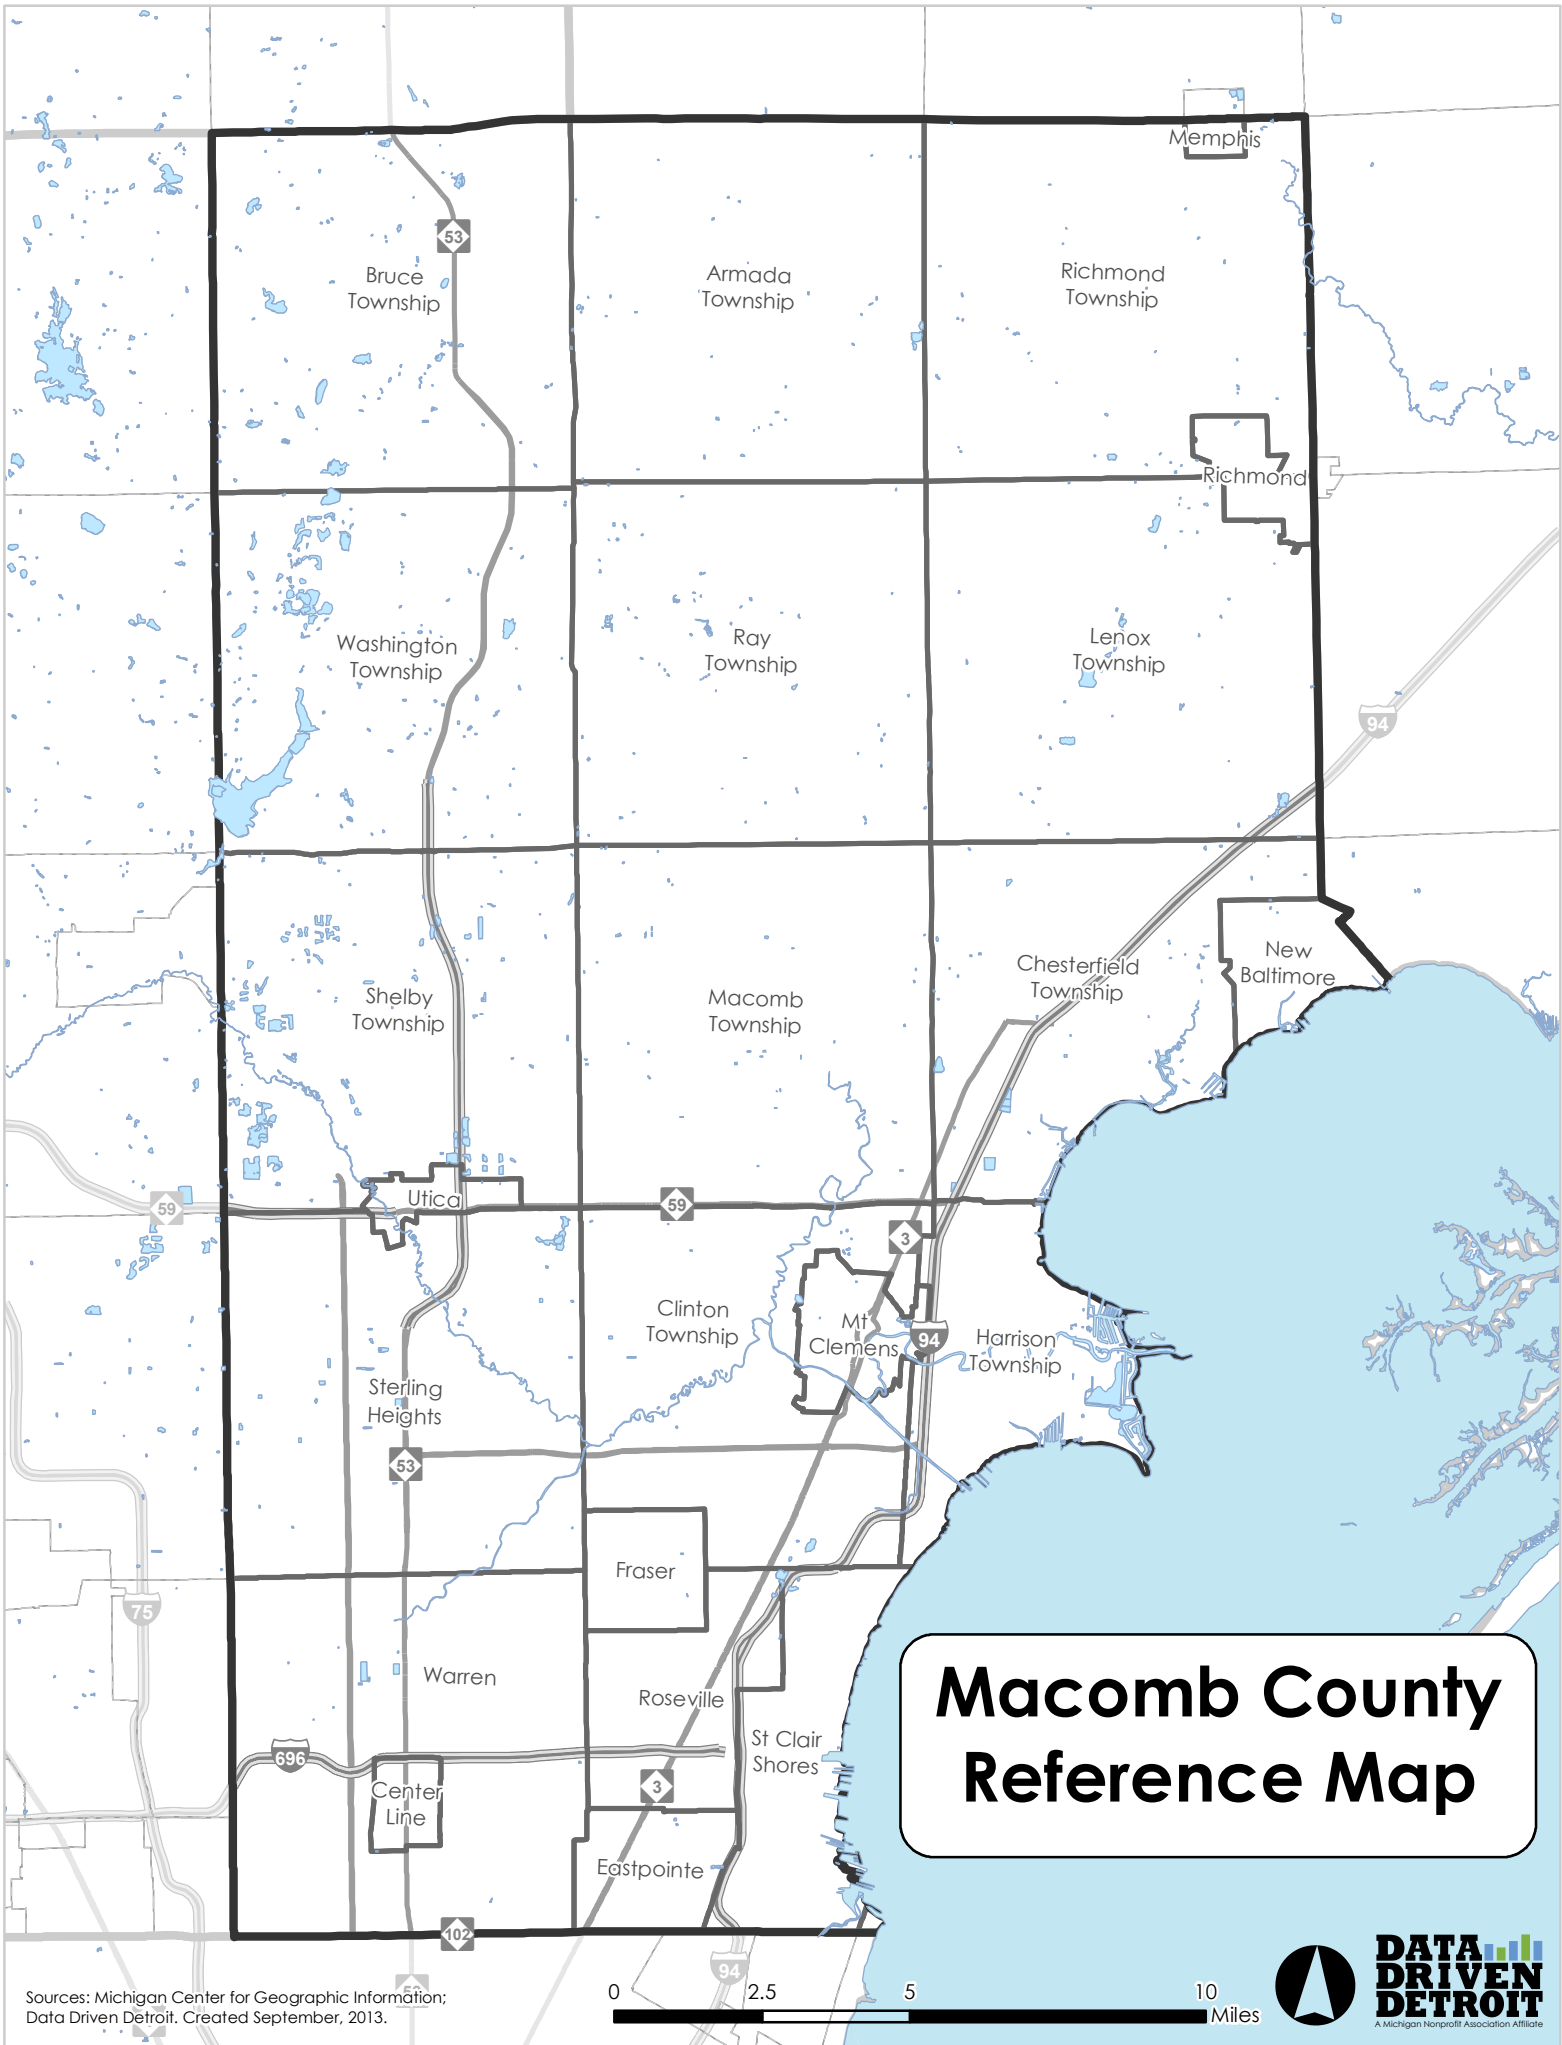 Memphis
53
Bruce
Township
Armada
Township
Richmond
Township
Richmond
Washington
Township
Ray
Township
Lenox
Township
94
New
Baltimore
Chesterfield
Township
Shelby
Township
Macomb
Township
59
Utica
59
3
Clinton
Township
Mt
Clemens
94
Harrison
Township
Sterling
Heights
53
Fraser
75
Warren
Roseville
St Clair
Shores
696
Center
Line
3
Eastpointe
102
94
Macomb County
Reference Map
Sources: Michigan Center for Geographic Information;
Data Driven Detroit. Created September, 2013.
0 2.5 5 10
Miles
DATA
DRIVEN
DETROIT
A Michigan Nonprofit Association Affiliate